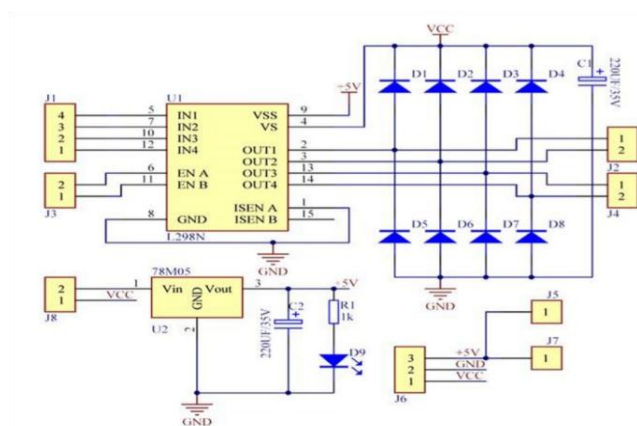 VCC
J1
4
3
2
1
5
7
10
12
U1
IN1
IN2
IN3
IN4
VSS
VS
9
4
+5V
D1
D2
D3
D4
C1
220UF/35V
OUT1
OUT2
OUT3
OUT4
2
3
13
14
1
2
J2
1
2
J4
2
1
J3
6
11
EN A
EN B
8
GND
ISEN A
ISEN B
1
15
L298N
GND
D5
D6
D7
D8
GND
2
1
J8
VCC
1
78M05
Vin
GND
Vout
U2
2
3
+5V
C2
220UF/35V
R1
1k
D9
GND
J5
1
J7
1
3
2
1
J6
+5V
GND
VCC